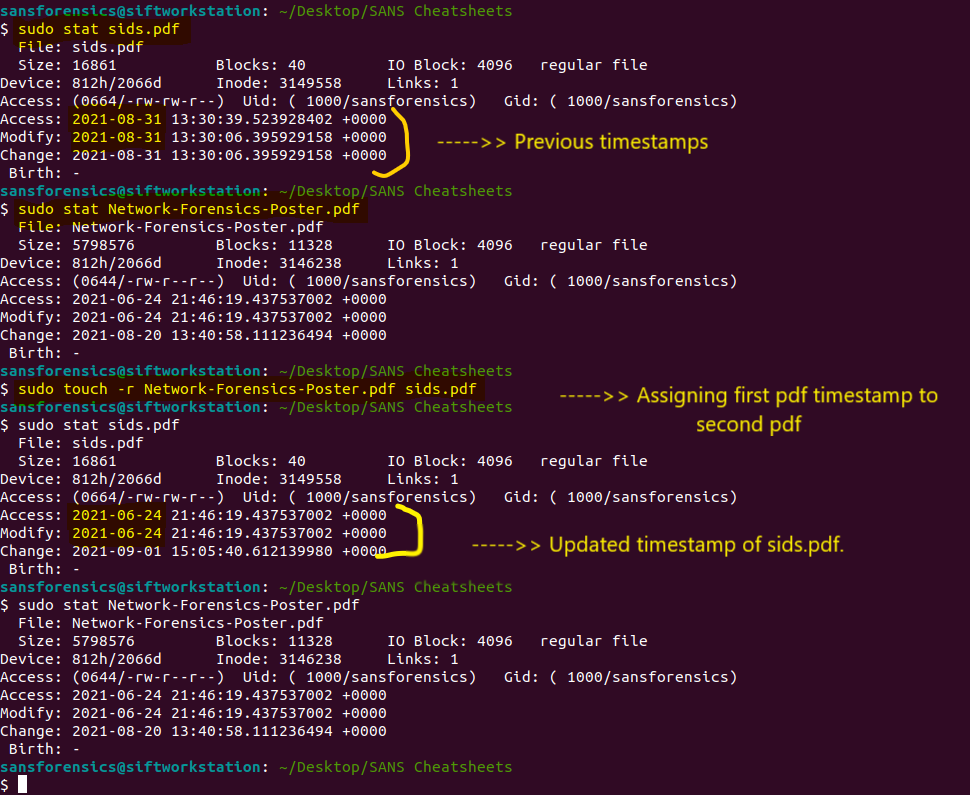 sansforensics@siftworkstation: ~/Desktop/SANS Cheatsheets
$ sudo stat sids.pdf
  File: sids.pdf
  Size: 16861           Blocks: 40         IO Block: 4096   regular file
Device: 812h/2066d      Inode: 3149558     Links: 1
Access: (0664/-rw-rw-r--)  Uid: ( 1000/sansforensics)   Gid: ( 1000/sansforensics)
Access: 2021-08-31 13:30:39.523928402 +0000
Modify: 2021-08-31 13:30:06.395929158 +0000
----->> Previous timestamps
Change: 2021-08-31 13:30:06.395929158 +0000
 Birth: -
sansforensics@siftworkstation: ~/Desktop/SANS Cheatsheets
$ sudo stat Network-Forensics-Poster.pdf
  File: Network-Forensics-Poster.pdf
  Size: 5798576         Blocks: 11328      IO Block: 4096   regular file
Device: 812h/2066d      Inode: 3146238     Links: 1
Access: (0644/-rw-r--r--)  Uid: ( 1000/sansforensics)   Gid: ( 1000/sansforensics)
Access: 2021-06-24 21:46:19.437537002 +0000
Modify: 2021-06-24 21:46:19.437537002 +0000
Change: 2021-08-20 13:40:58.111236494 +0000
 Birth: -
sansforensics@siftworkstation: ~/Desktop/SANS Cheatsheets
$ sudo touch -r Network-Forensics-Poster.pdf sids.pdf
----->> Assigning first pdf timestamp to
second pdf
sansforensics@siftworkstation: ~/Desktop/SANS Cheatsheets
$ sudo stat sids.pdf
  File: sids.pdf
  Size: 16861           Blocks: 40         IO Block: 4096   regular file
Device: 812h/2066d      Inode: 3149558     Links: 1
Access: (0664/-rw-rw-r--)  Uid: ( 1000/sansforensics)   Gid: ( 1000/sansforensics)
Access: 2021-06-24 21:46:19.437537002 +0000
Modify: 2021-06-24 21:46:19.437537002 +0000
----->> Updated timestamp of sids.pdf.
Change: 2021-09-01 15:05:40.612139980 +0000
 Birth: -
sansforensics@siftworkstation: ~/Desktop/SANS Cheatsheets
$ sudo stat Network-Forensics-Poster.pdf
  File: Network-Forensics-Poster.pdf
  Size: 5798576         Blocks: 11328      IO Block: 4096   regular file
Device: 812h/2066d      Inode: 3146238     Links: 1
Access: (0644/-rw-r--r--)  Uid: ( 1000/sansforensics)   Gid: ( 1000/sansforensics)
Access: 2021-06-24 21:46:19.437537002 +0000
Modify: 2021-06-24 21:46:19.437537002 +0000
Change: 2021-08-20 13:40:58.111236494 +0000
 Birth: -
sansforensics@siftworkstation: ~/Desktop/SANS Cheatsheets
$